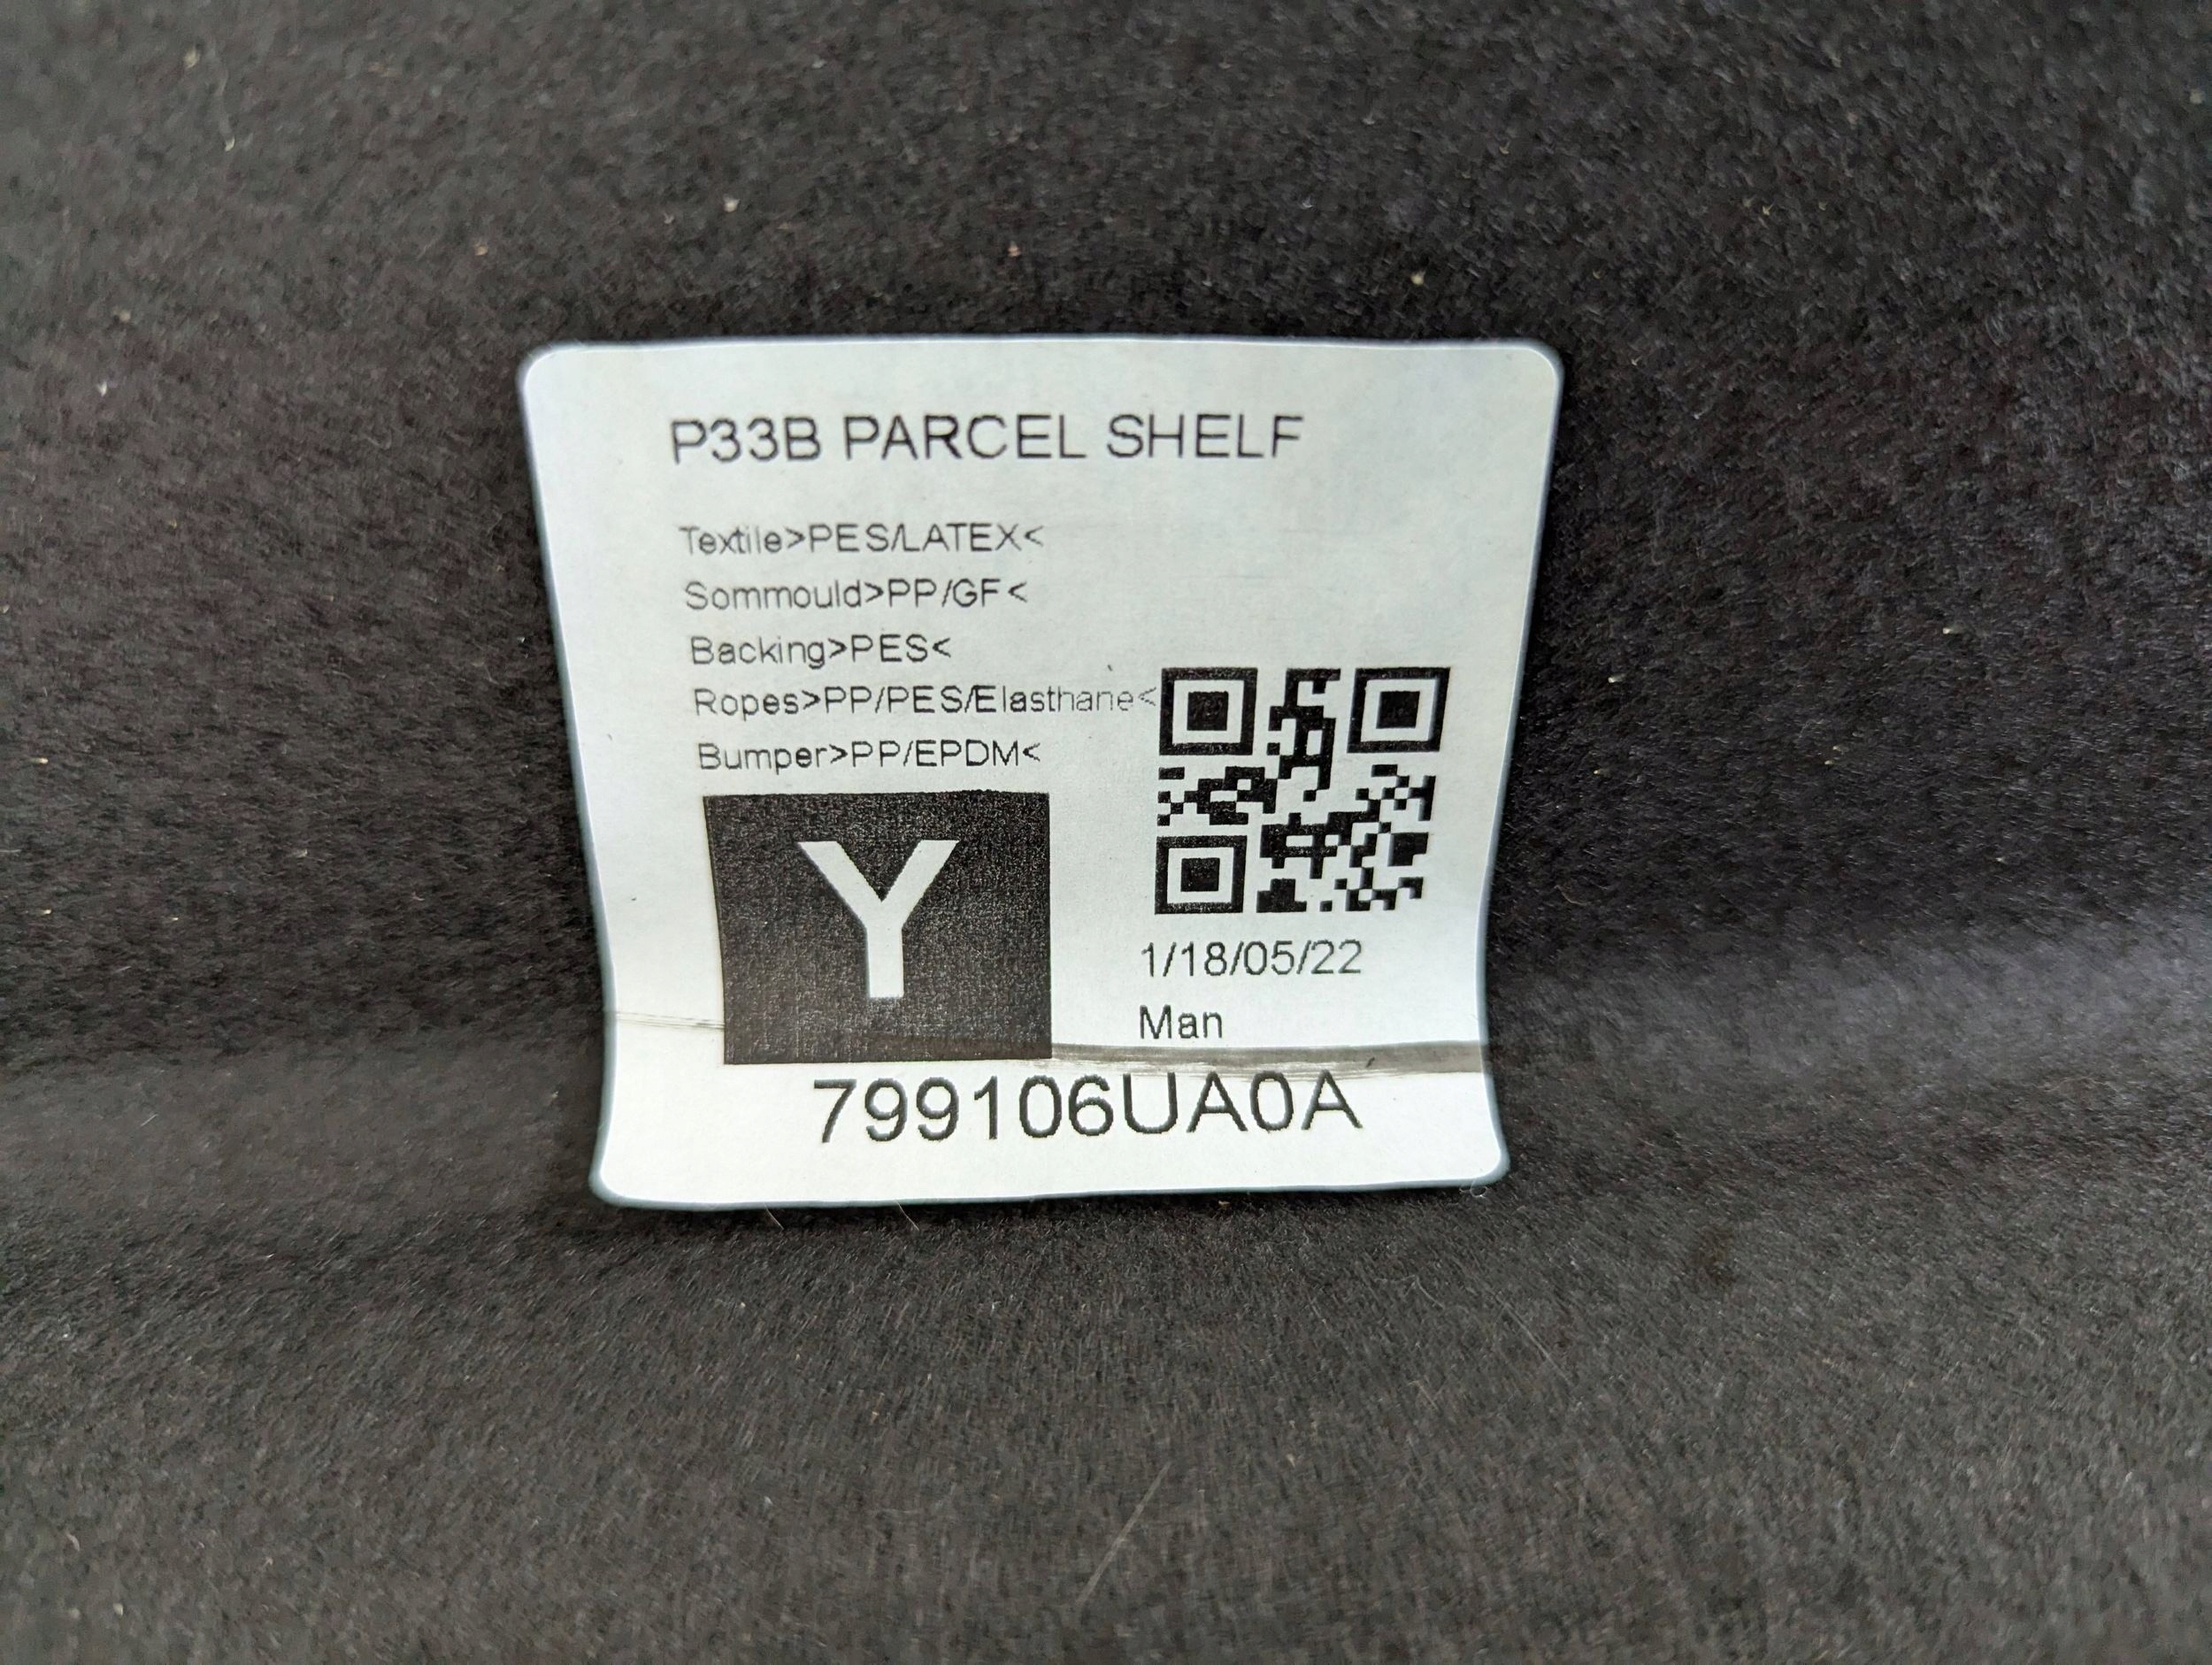 P33B PARCEL SHELF
Textile>PES/LATEX<
Sommould>PP/GF<
Backing>PES<
Ropes>PP/PES/Elasthane<
Bumper>PP/EPDM<
Y
1/18/05/22
Man
799106UA0A